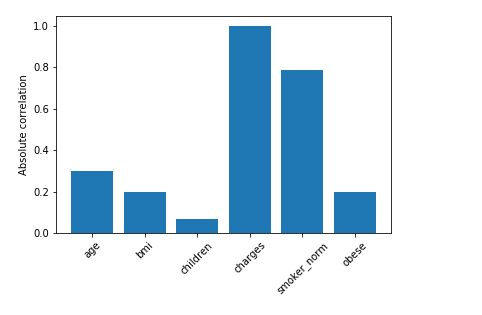 1.0
0.8
0.6
0.4
0.2
0.0
Absolute correlation
age
bmi
children
charges
smoker_norm
obese